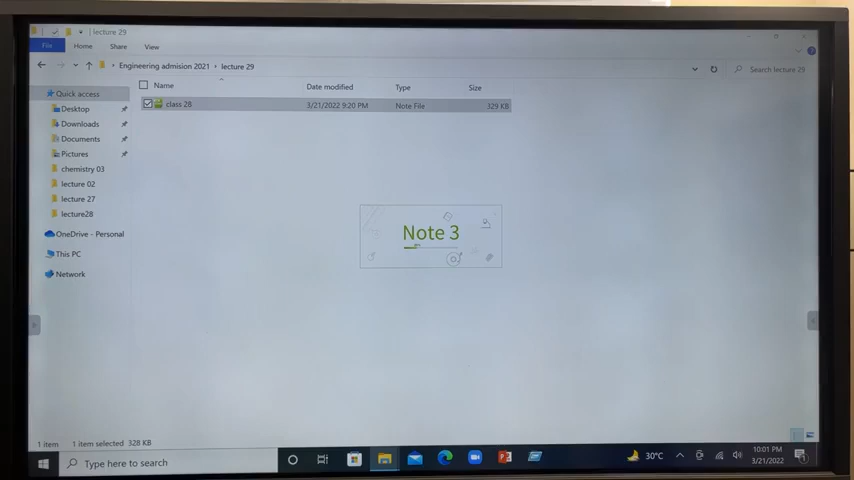 lecture 29
File Home Share View
Engineering admision 2021 › lecture 29
Search lecture 29
Name Date modified Type Size
class 28 3/21/2022 9:20 PM Note File 329 KB
Quick access
Desktop
Downloads
Documents
Pictures
chemistry 03
lecture 02
lecture 27
lecture28
OneDrive - Personal
This PC
Network
Note 3
1 item 1 item selected 328 KB
Type here to search
30°C
10:01 PM
3/21/2022